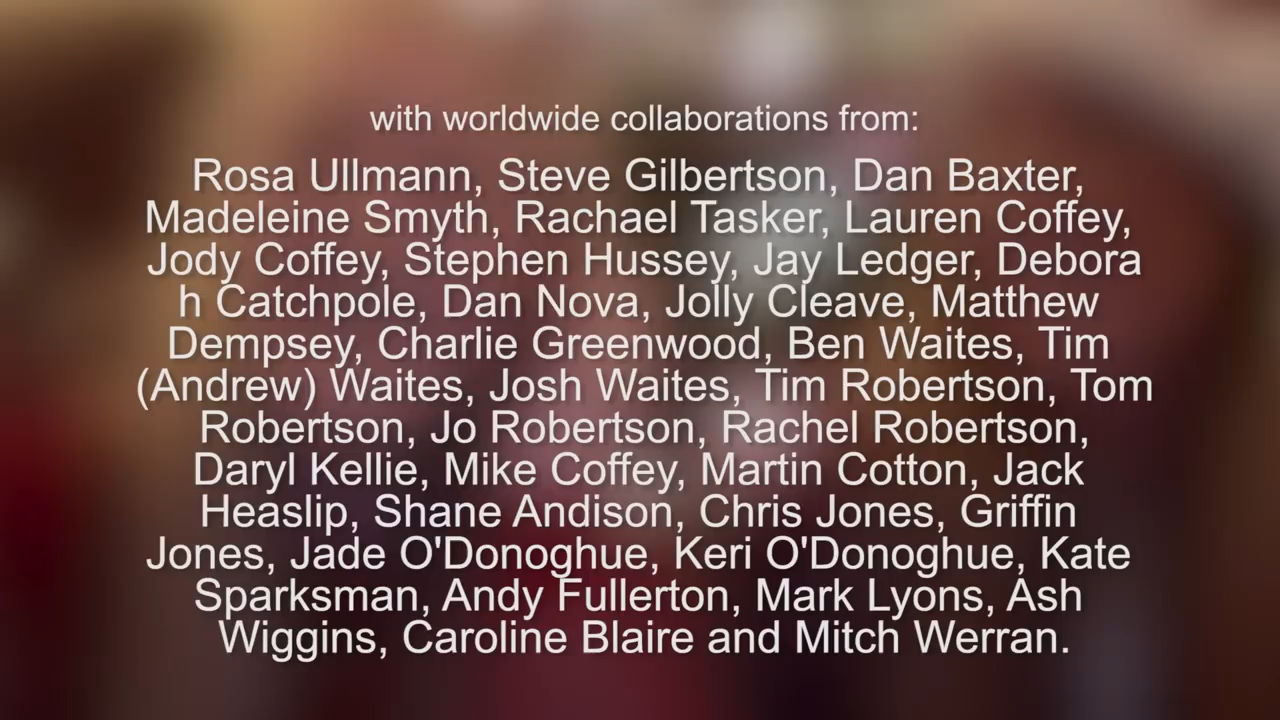 with worldwide collaborations from:
Rosa Ullmann, Steve Gilbertson, Dan Baxter,
Madeleine Smyth, Rachael Tasker, Lauren Coffey,
Jody Coffey, Stephen Hussey, Jay Ledger, Debora
h Catchpole, Dan Nova, Jolly Cleave, Matthew
Dempsey, Charlie Greenwood, Ben Waites, Tim
(Andrew) Waites, Josh Waites, Tim Robertson, Tom
Robertson, Jo Robertson, Rachel Robertson,
Daryl Kellie, Mike Coffey, Martin Cotton, Jack
Heaslip, Shane Andison, Chris Jones, Griffin
Jones, Jade O'Donoghue, Keri O'Donoghue, Kate
Sparksman, Andy Fullerton, Mark Lyons, Ash
Wiggins, Caroline Blaire and Mitch Werran.